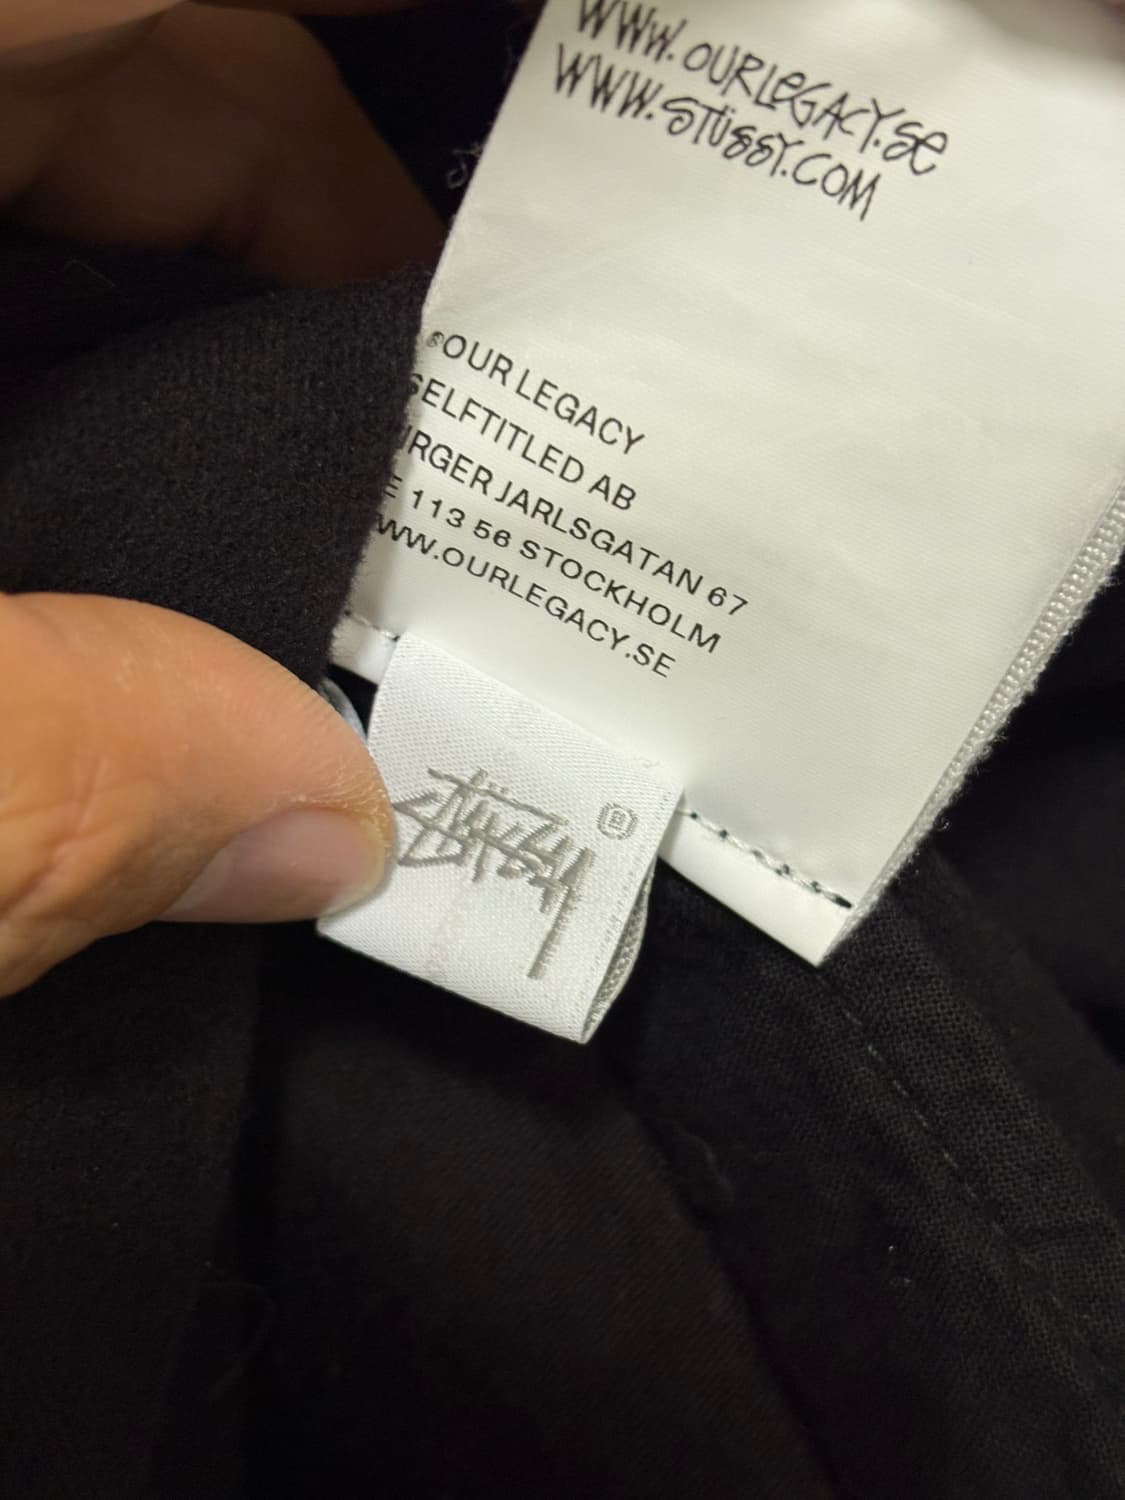 WWW.OURLEGACY.SE
WWW.STÜSSY.COM
®OUR LEGACY
SELFTITLED AB
JARLSGATAN 67
113 56 STOCKHOLM
WWW.OURLEGACY.SE
STÜSSY ®